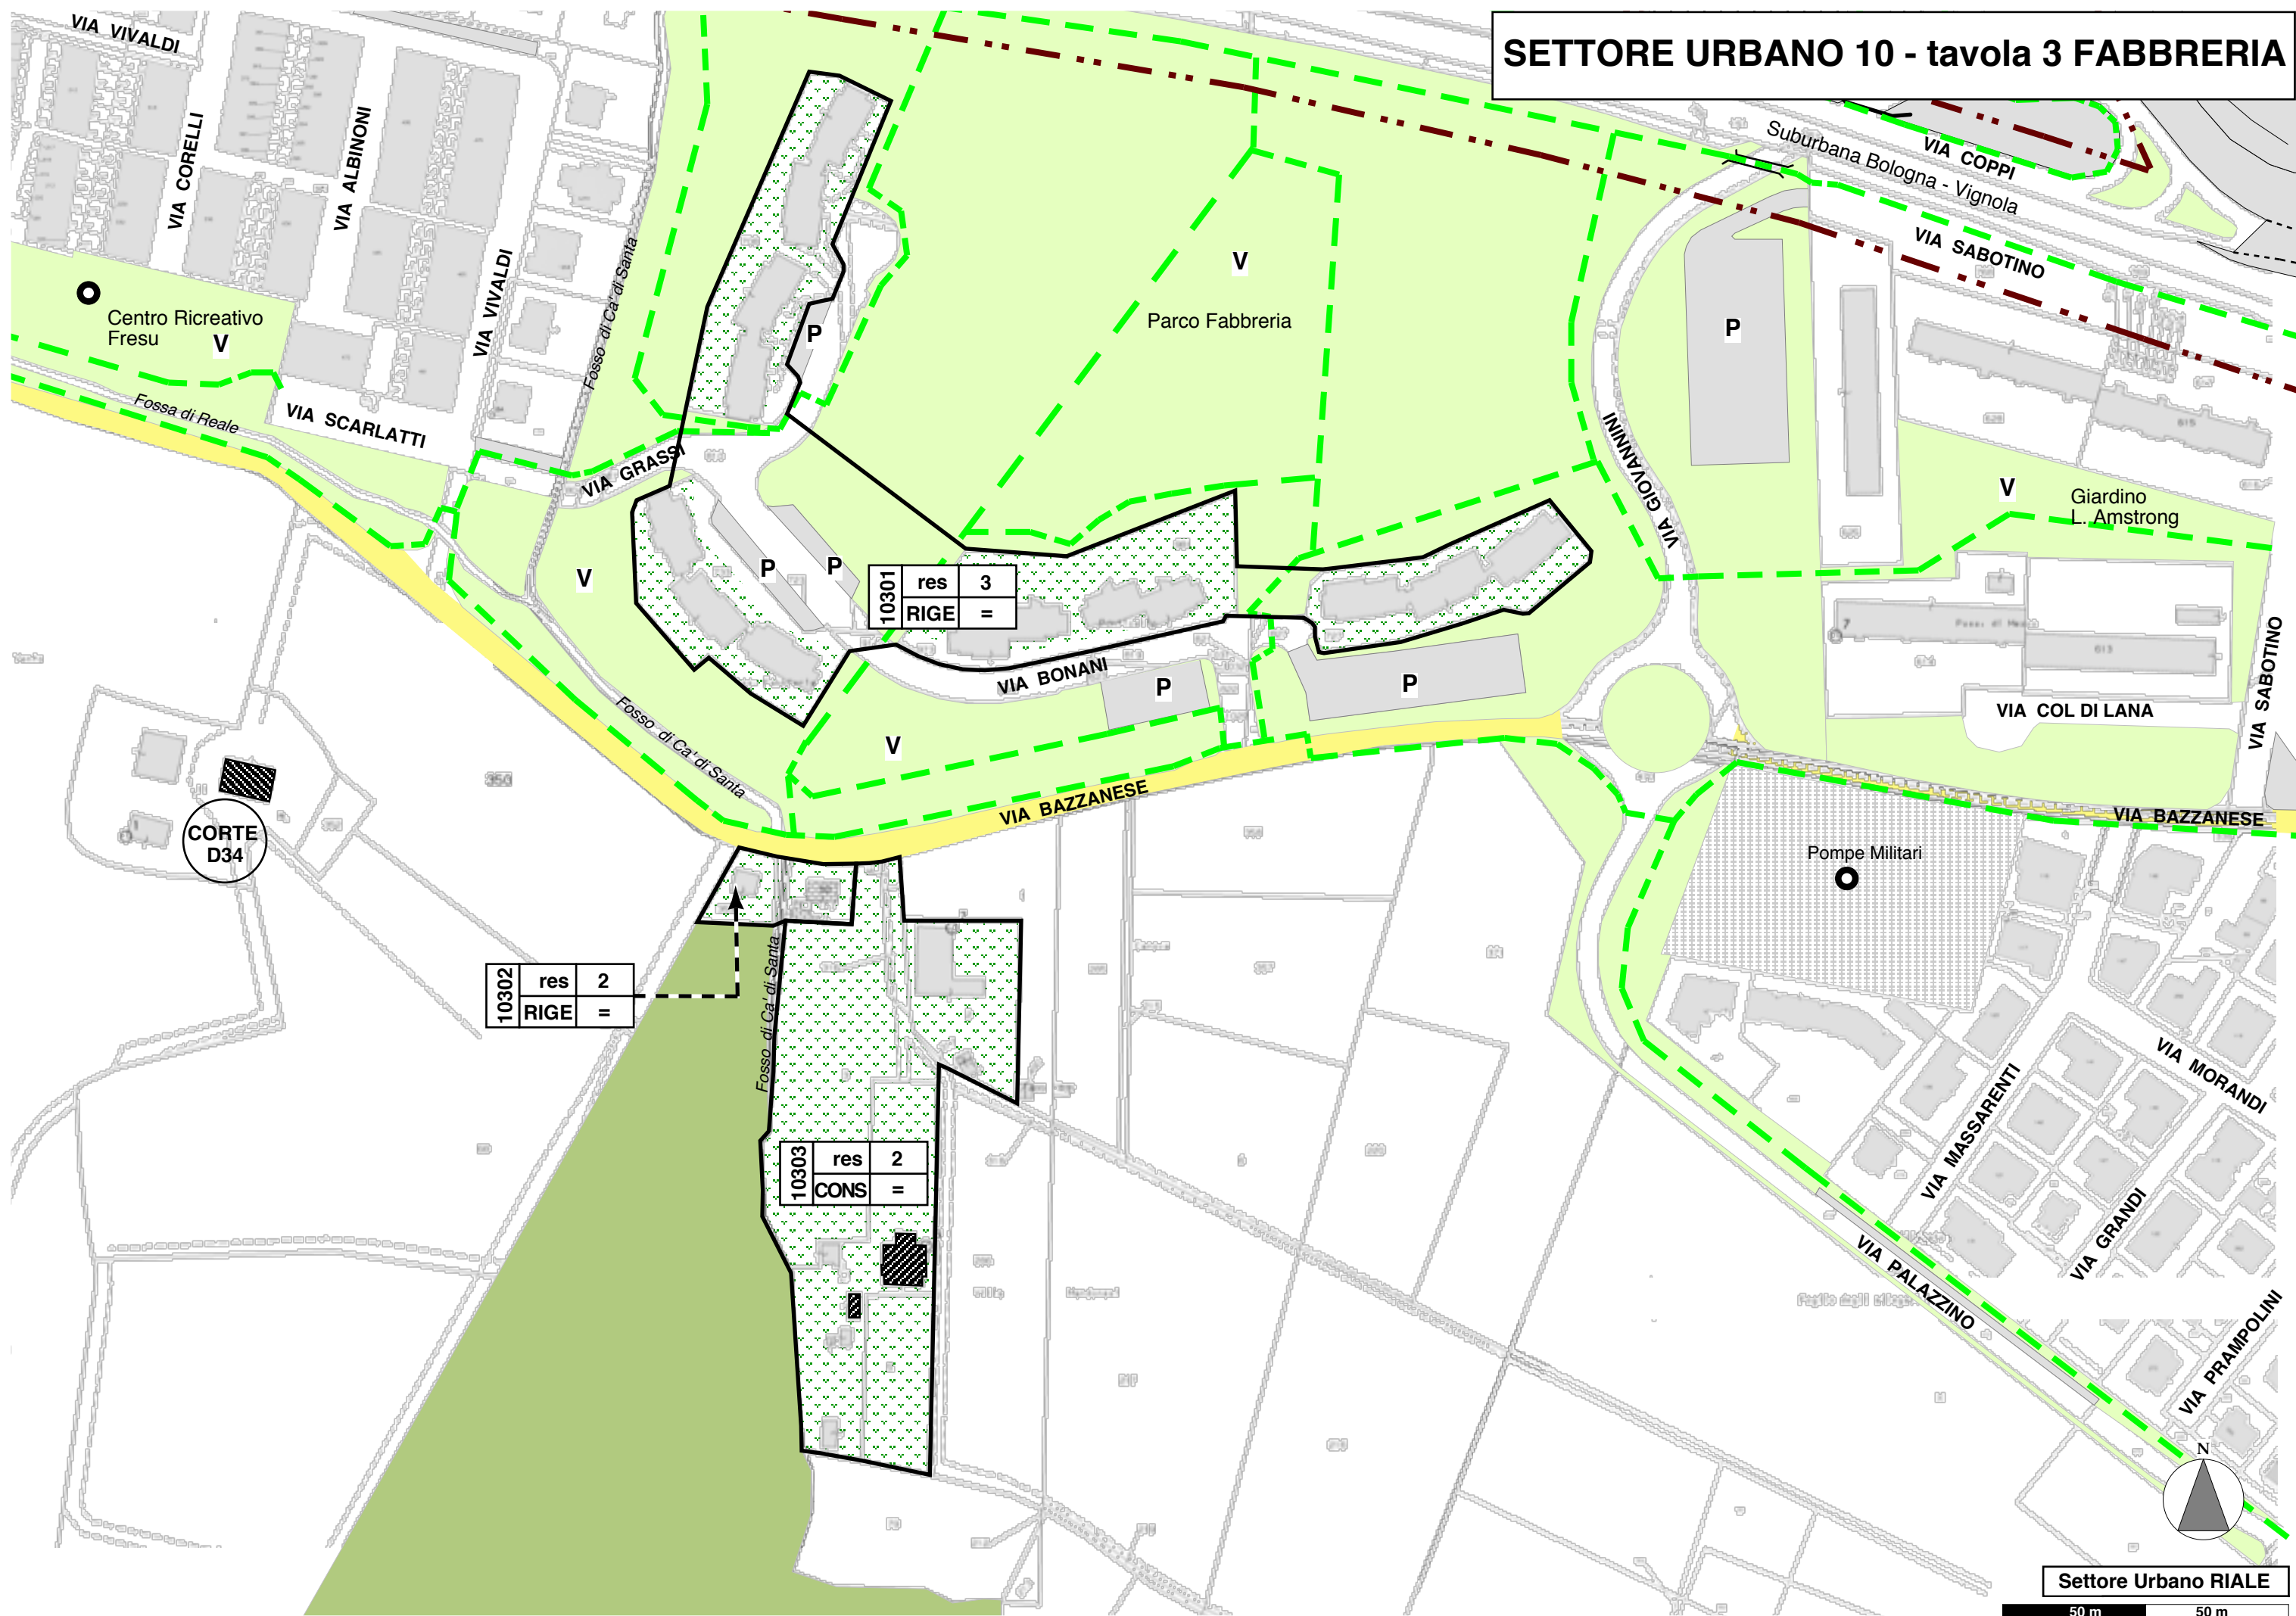 SETTORE URBANO 10 - tavola 3 FABBRERIA
VIA VIVALDI
VIA CORELLI
VIA ALBINONI
VIA VIVALDI
Fosso di Ca' di Santa
Suburbana Bologna - Vignola
VIA COPPI
VIA SABOTINO
Centro Ricreativo
Fresu
V
P
V
Parco Fabbreria
P
Fossa di Reale
VIA SCARLATTI
VIA GRASSI
VIA GIOVANNINI
V
Giardino
L. Amstrong
V
P
P
10301
res 3
RIGE =
7
613
VIA BONANI
P
P
VIA COL DI LANA
VIA SABOTINO
Fosso di Ca' di Santa
V
350
CORTE
D34
VIA BAZZANESE
VIA BAZZANESE
Pompe Militari
10302
res 2
RIGE =
Fosso di Ca' di Santa
10303
res 2
CONS =
VIA MASSARENTI
VIA MORANDI
VIA GRANDI
VIA PALAZZINO
VIA PRAMPOLINI
N
Settore Urbano RIALE
50 m 50 m